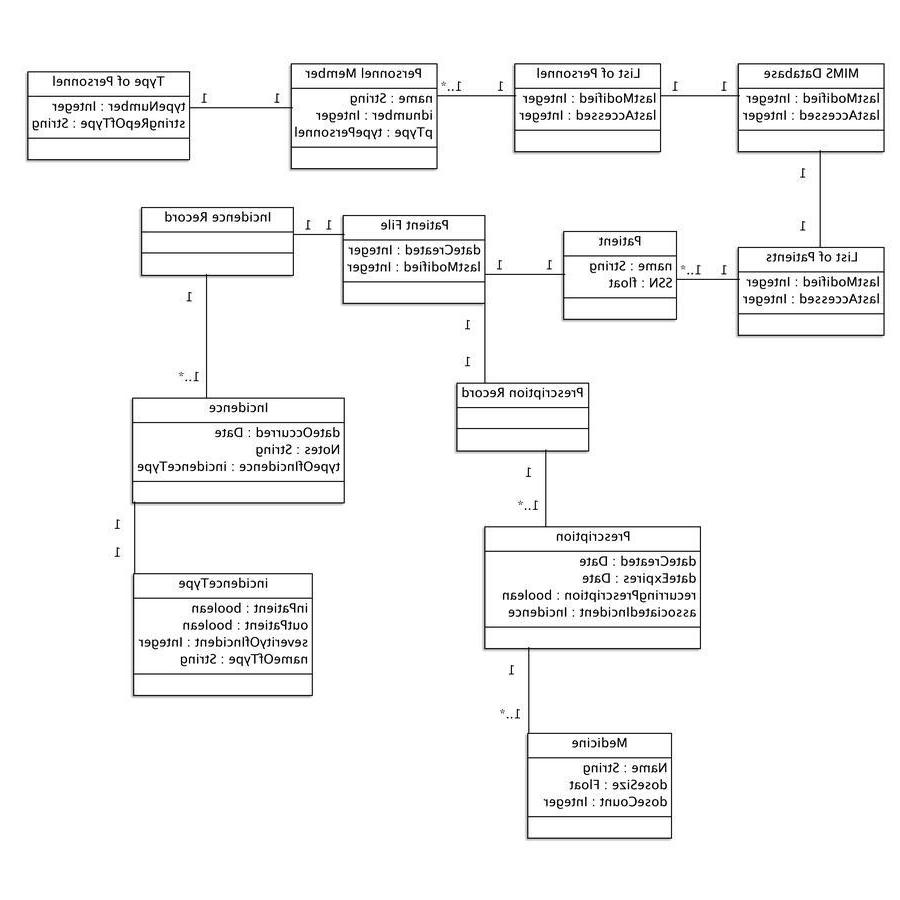 MIMS Database
lastModified : Integer
lastAccessed : Integer
1
1
List of Personnel
lastModified : Integer
lastAccessed : Integer
1
1..*
Personnel Member
name : String
idnumber : Integer
pType : typePersonnel
1
1
Type of Personnel
typeNumber : Integer
stringRepOfType : String
1
1
List of Patients
lastModified : Integer
lastAccessed : Integer
1
1..*
Patient
name : String
SSN : float
1
1
Patient File
dateCreated : Integer
lastModified : Integer
1
1
Incidence Record
1
1
Prescription Record
1
1..*
Incidence
dateOccurred : Date
Notes : String
typeOfIncidence : incidenceType
1
1..*
Prescription
dateCreated : Date
dateExpires : Date
recurringPrescription : boolean
associatedIncident : Incidence
1
1
incidenceType
inPatient : boolean
outPatient : boolean
severityOfIncident : Integer
nameOfType : String
1
1..*
Medicine
Name : String
doseSize : Float
doseCount : Integer